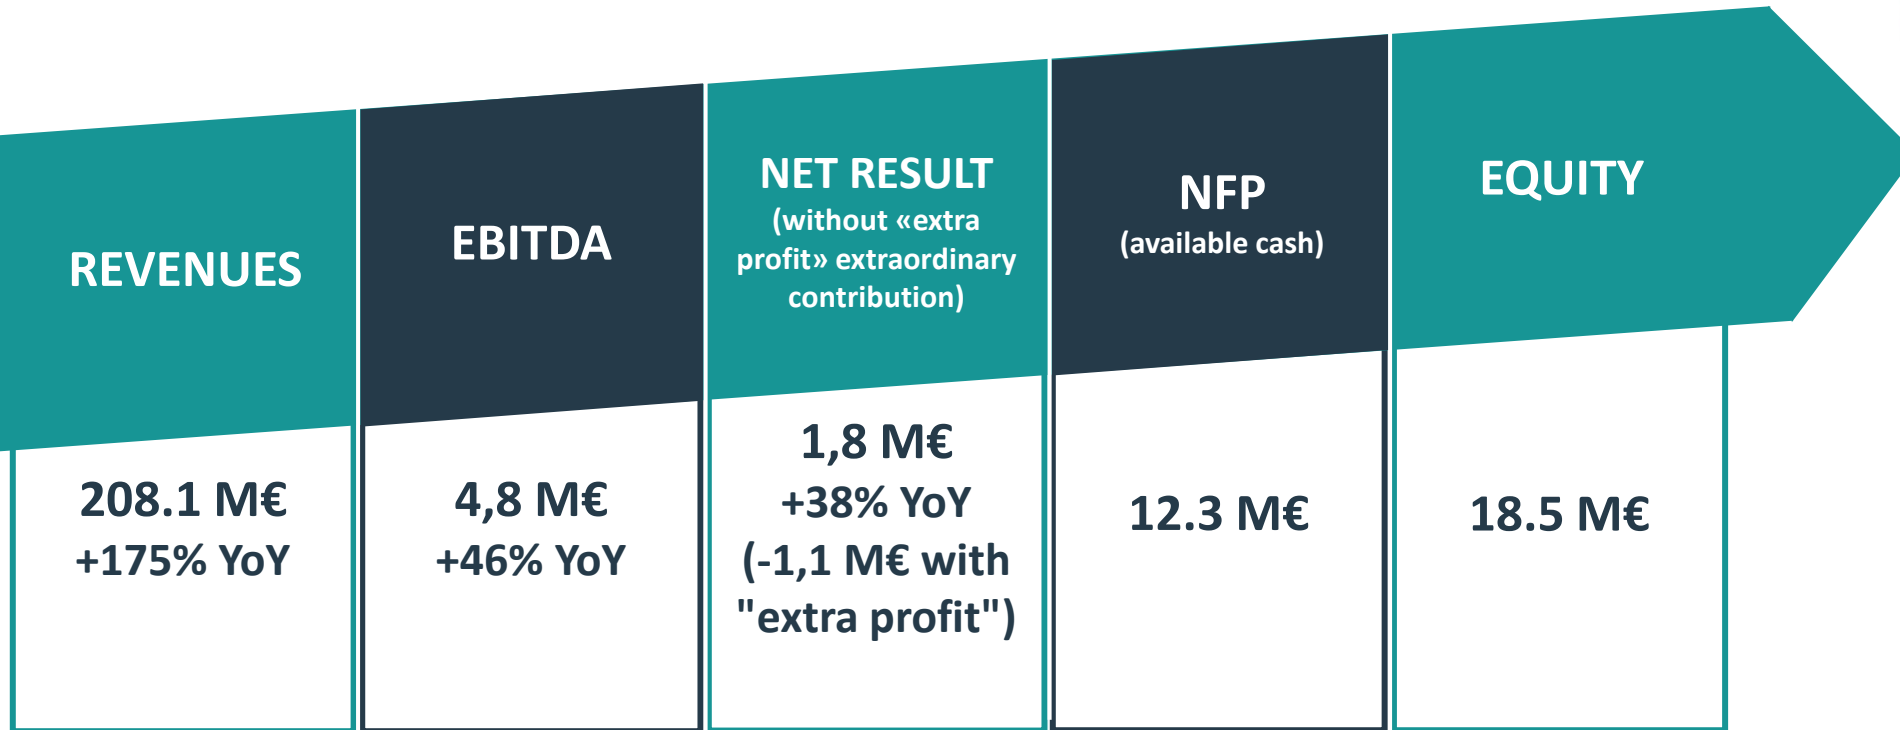 REVENUES
208.1 M€
+175% YoY
EBITDA
4,8 M€
+46% YoY
NET RESULT
(without «extra
profit» extraordinary
contribution)
1,8 M€
+38% YoY
(-1,1 M€ with
"extra profit")
NFP
(available cash)
12.3 M€
EQUITY
18.5 M€